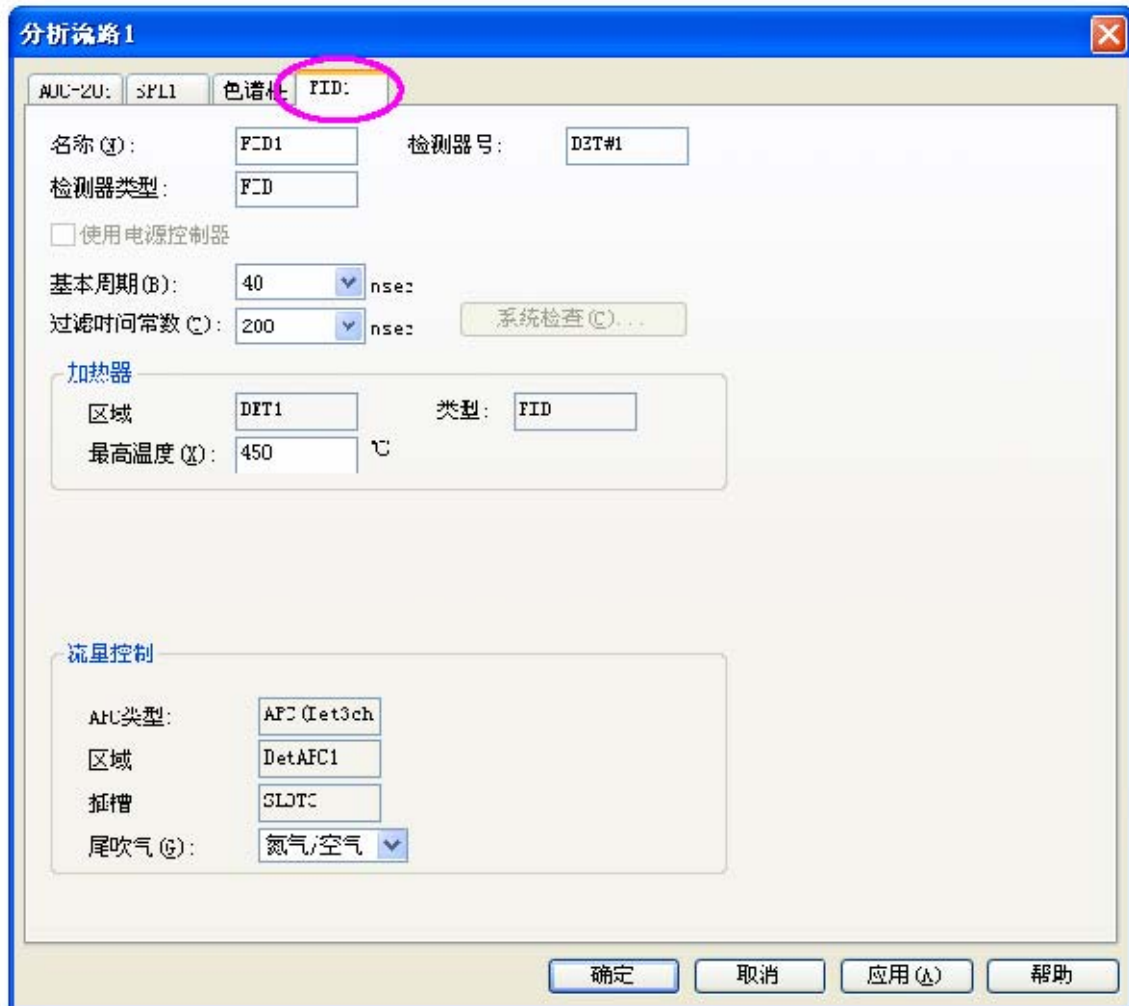 分析流路1
AOC-20i SPL1 色谱柱 FID1
名称(N): FID1 检测器号: DET#1
检测器类型: FID
使用电源控制器
基本周期(B): 40 msec
过滤时间常数(C): 200 msec 系统检查(C)...
加热器
区域 DET1 类型: FID
最高温度(X): 450 ℃
流量控制
APC类型: APC(Det3ch
区域 DetAPC1
插槽
尾吹气(G): 氮气/空气
确定 取消 应用(A) 帮助